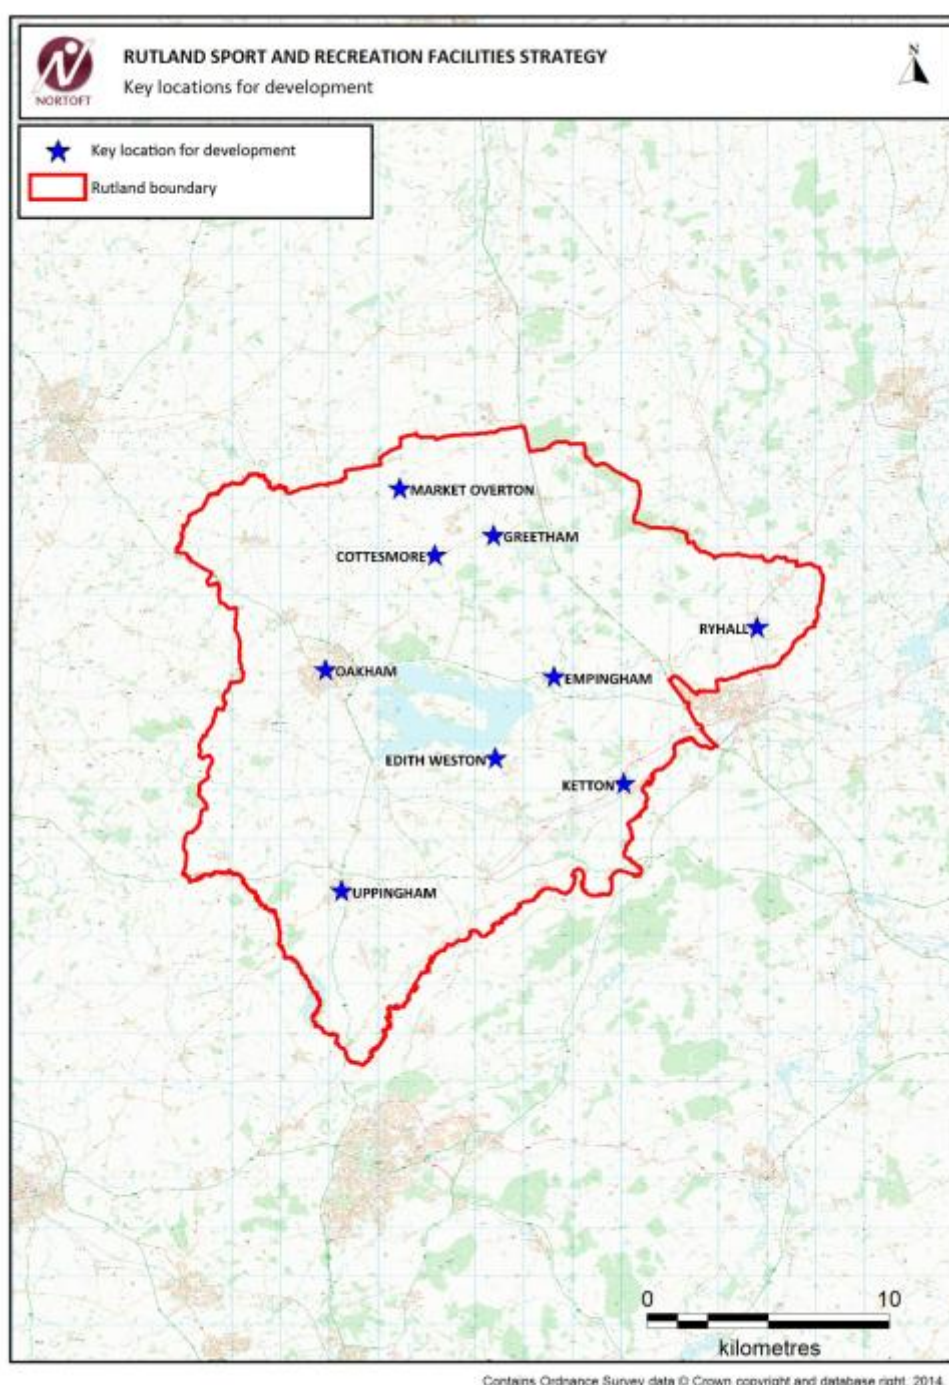 RUTLAND SPORT AND RECREATION FACILITIES STRATEGY
Key locations for development
NORTOFT
N
Key location for development
Rutland boundary
MARKET OVERTON
GREETHAM
COTTESMORE
RYHALL
OAKHAM
EMPINGHAM
EDITH WESTON
KETTON
UPPINGHAM
0 10
kilometres
Contains Ordnance Survey data © Crown copyright and database right, 2014